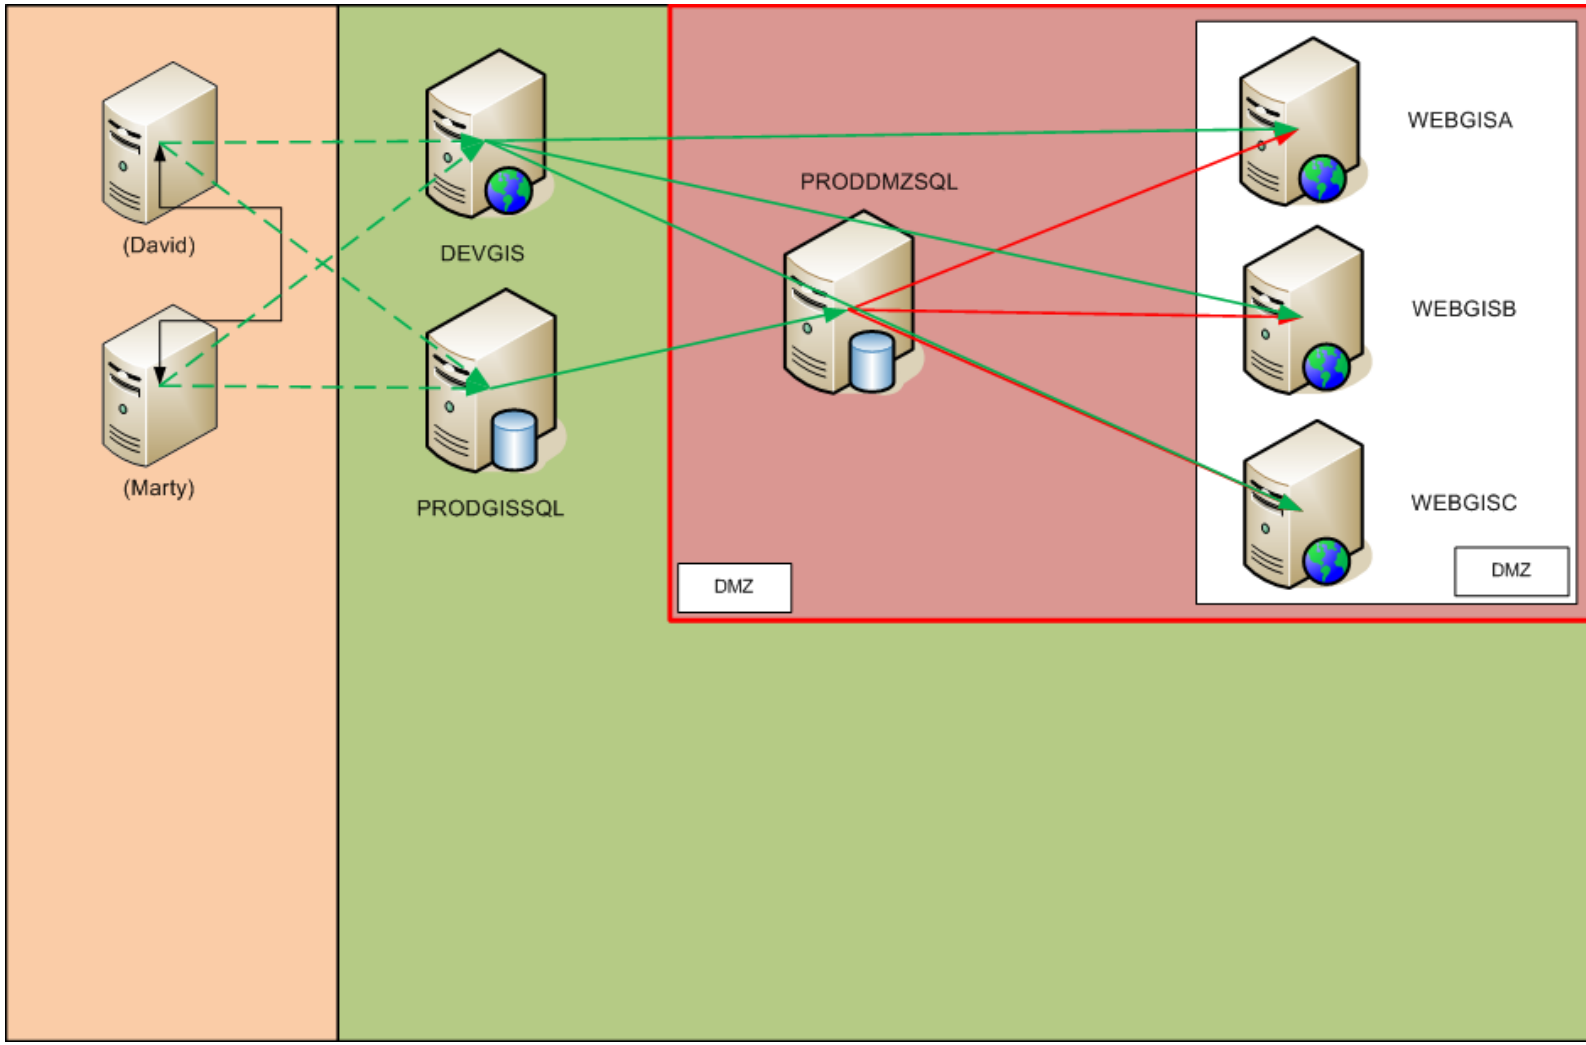 WEBGISA
PRODDMZSQL
(David)
DEVGIS
WEBGISB
(Marty)
PRODGISSQL
WEBGISC
DMZ
DMZ